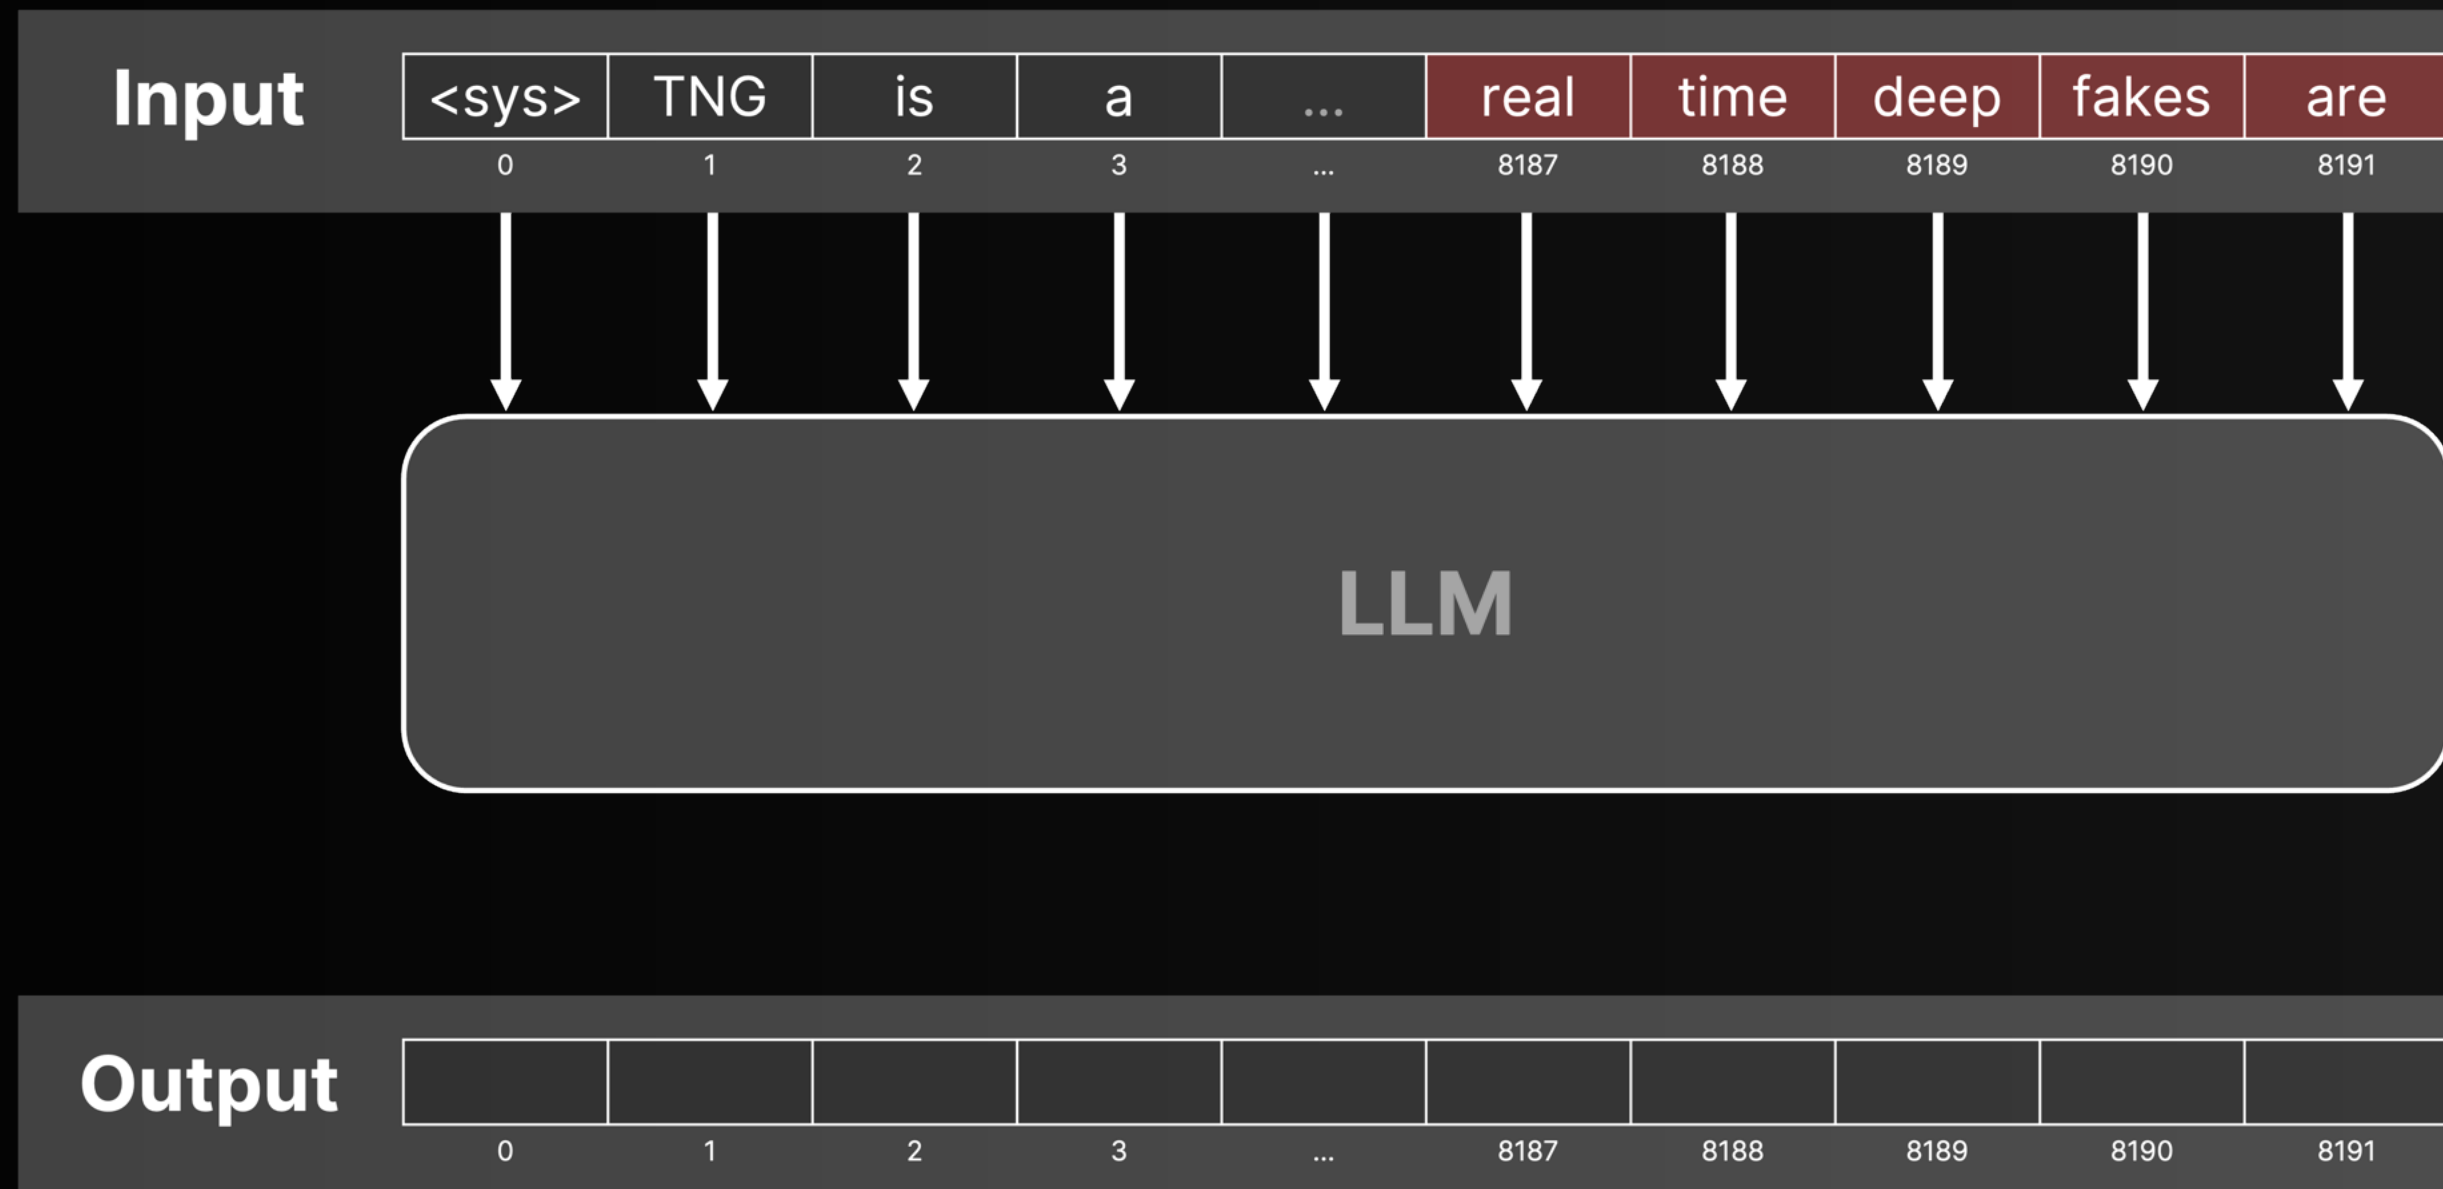 Input <sys> TNG is a ... real time deep fakes are
0 1 2 3 ... 8187 8188 8189 8190 8191
LLM
Output
0 1 2 3 ... 8187 8188 8189 8190 8191